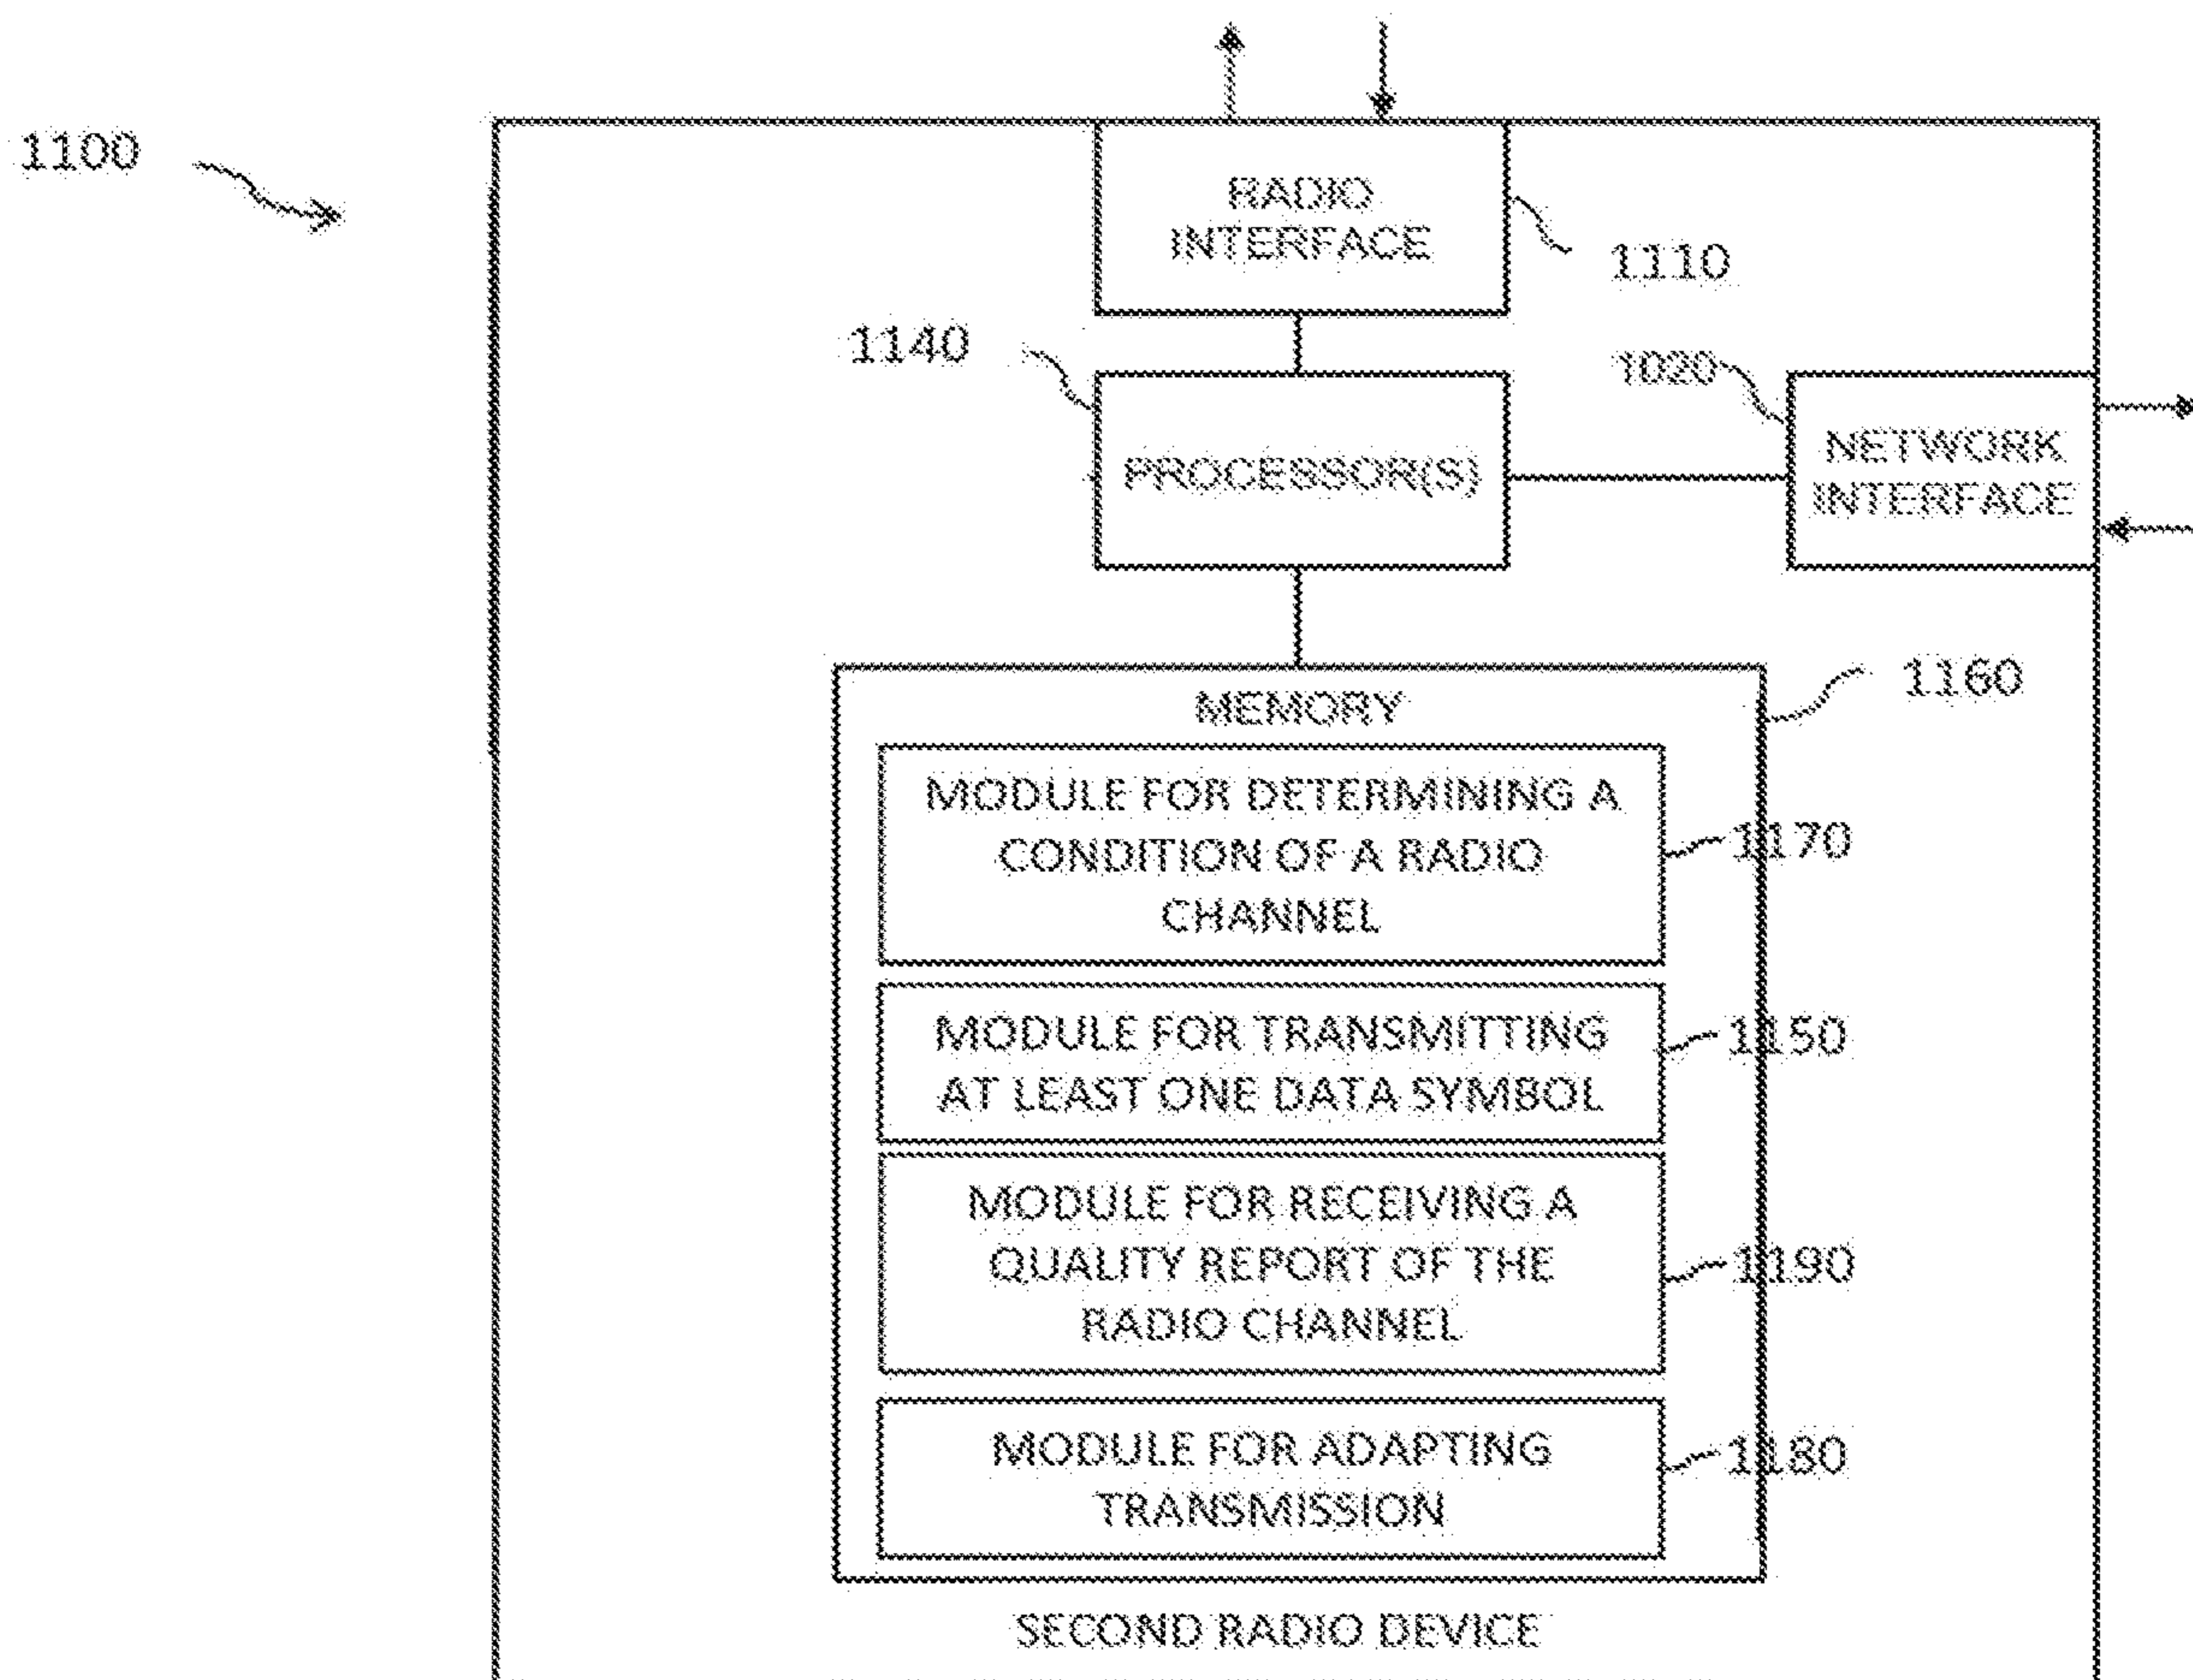 1100
RADIO
INTERFACE
1110
1140
1020
PROCESSOR(S)
NETWORK
INTERFACE
1160
MEMORY
MODULE FOR DETERMINING A
CONDITION OF A RADIO
CHANNEL
1170
MODULE FOR TRANSMITTING
AT LEAST ONE DATA SYMBOL
1150
MODULE FOR RECEIVING A
QUALITY REPORT OF THE
RADIO CHANNEL
1190
MODULE FOR ADAPTING
TRANSMISSION
1180
SECOND RADIO DEVICE